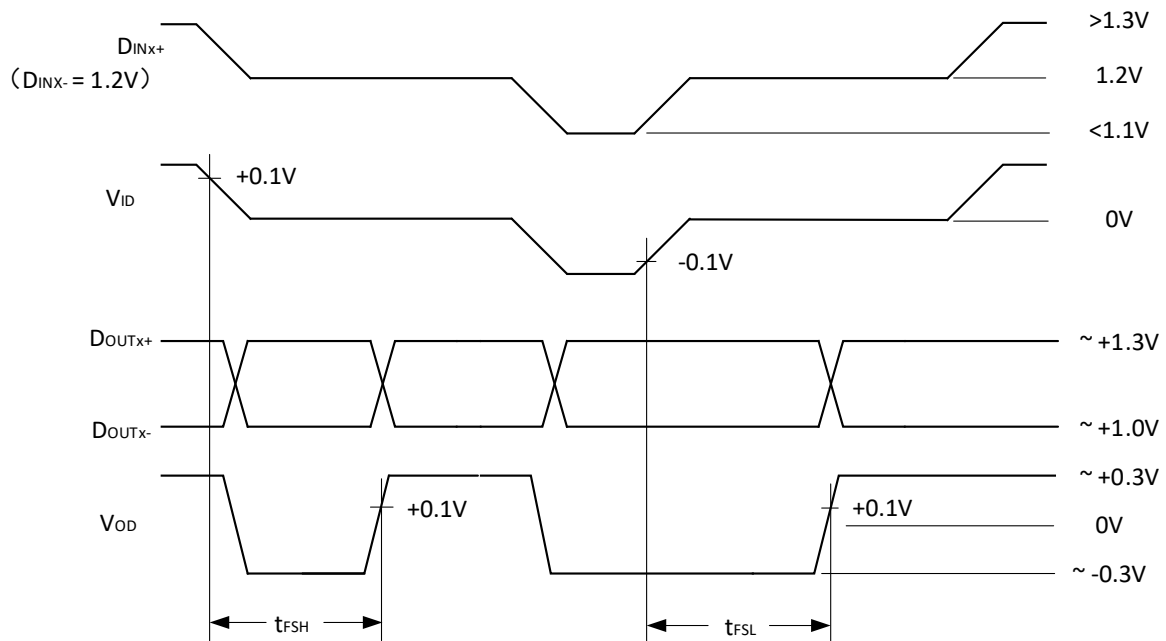 >1.3V
DINx+
（DINX- = 1.2V）
1.2V
<1.1V
+0.1V
VID
0V
-0.1V
DOUTx+
~ +1.3V
DOUTx-
~ +1.0V
~ +0.3V
+0.1V
+0.1V
VOD
0V
~ -0.3V
tFSH
tFSL